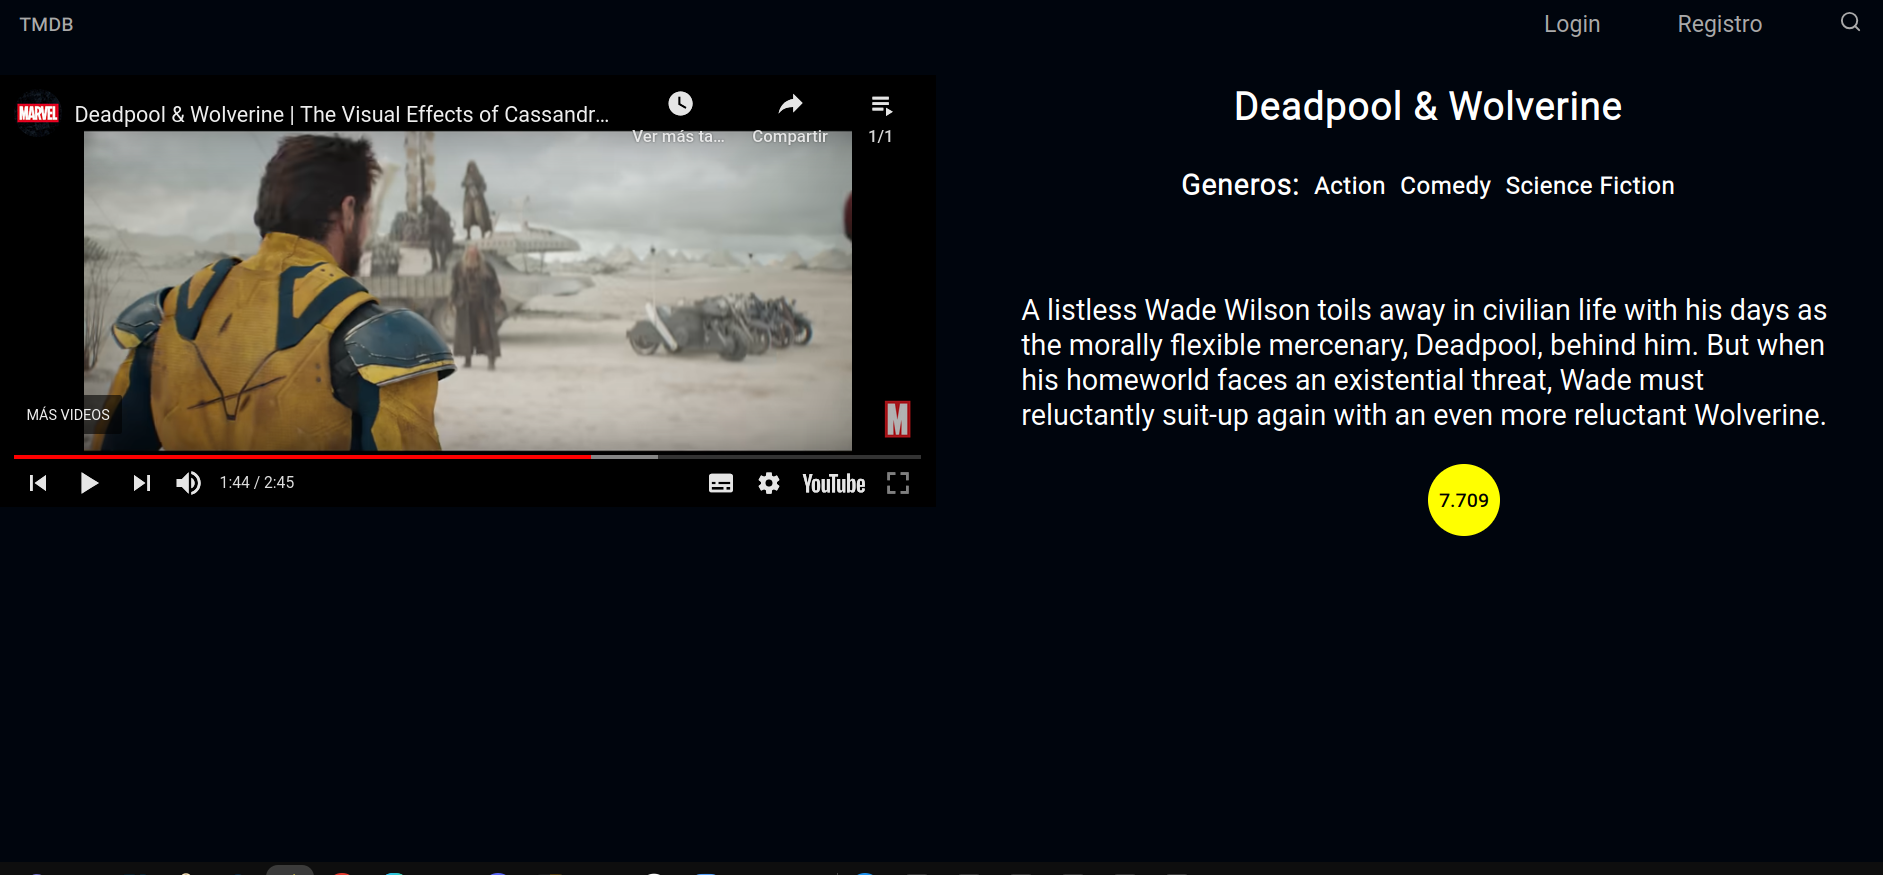 TMDB
Login
Registro
MARVEL
Deadpool & Wolverine | The Visual Effects of Cassandr...
Ver más ta...
Compartir
1/1
MÁS VIDEOS
M
1:44 / 2:45
YouTube
Deadpool & Wolverine
Generos: Action Comedy Science Fiction
A listless Wade Wilson toils away in civilian life with his days as
the morally flexible mercenary, Deadpool, behind him. But when
his homeworld faces an existential threat, Wade must
reluctantly suit-up again with an even more reluctant Wolverine.
7.709